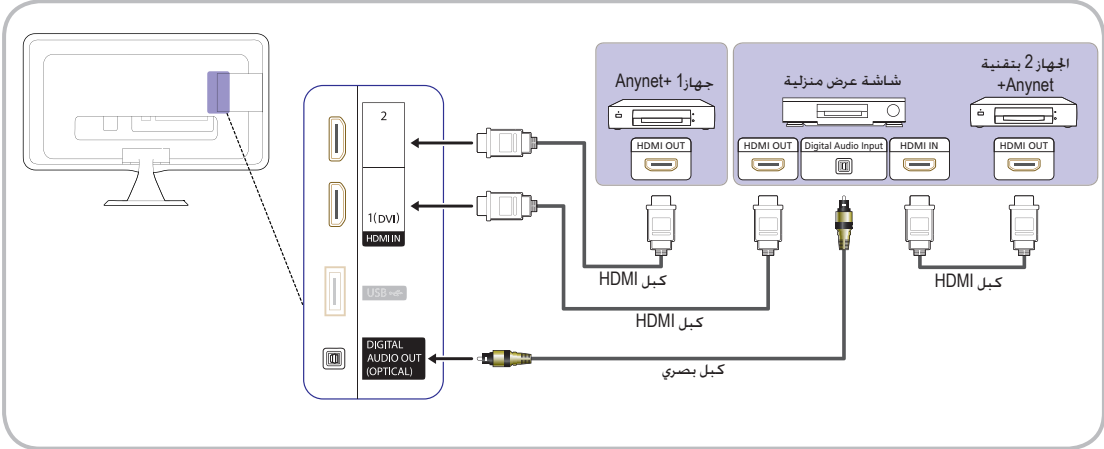 الجهاز 2 بتقنية
Anynet+
شاشة عرض منزلية
جهاز1 +Anynet
HDMI OUT
HDMI OUT
Digital Audio Input
HDMI IN
HDMI OUT
2
1(DVI)
HDMI IN
USB
DIGITAL
AUDIO OUT
(OPTICAL)
كبل HDMI
كبل HDMI
كبل HDMI
كبل بصري